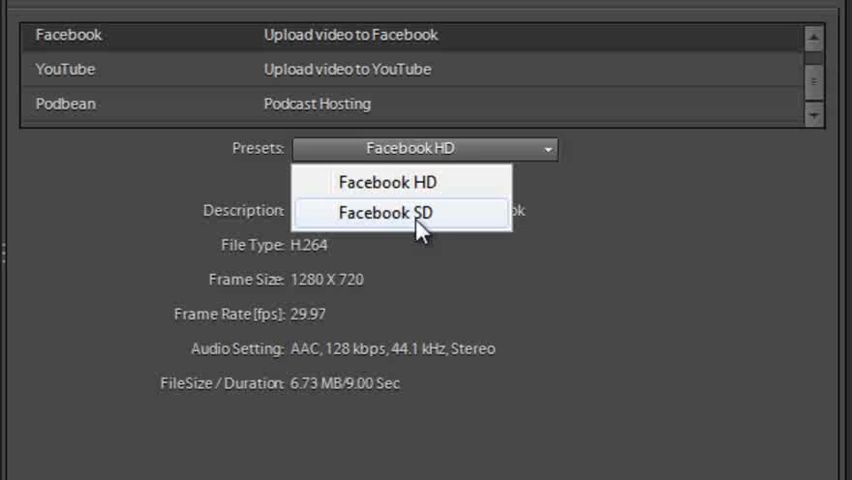 Facebook Upload video to Facebook
YouTube Upload video to YouTube
Podbean Podcast Hosting
Presets: Facebook HD
Facebook HD
Facebook SD
Description: ok
File Type: H.264
Frame Size: 1280 X 720
Frame Rate [fps]: 29.97
Audio Setting: AAC, 128 kbps, 44.1 kHz, Stereo
FileSize / Duration: 6.73 MB/9.00 Sec